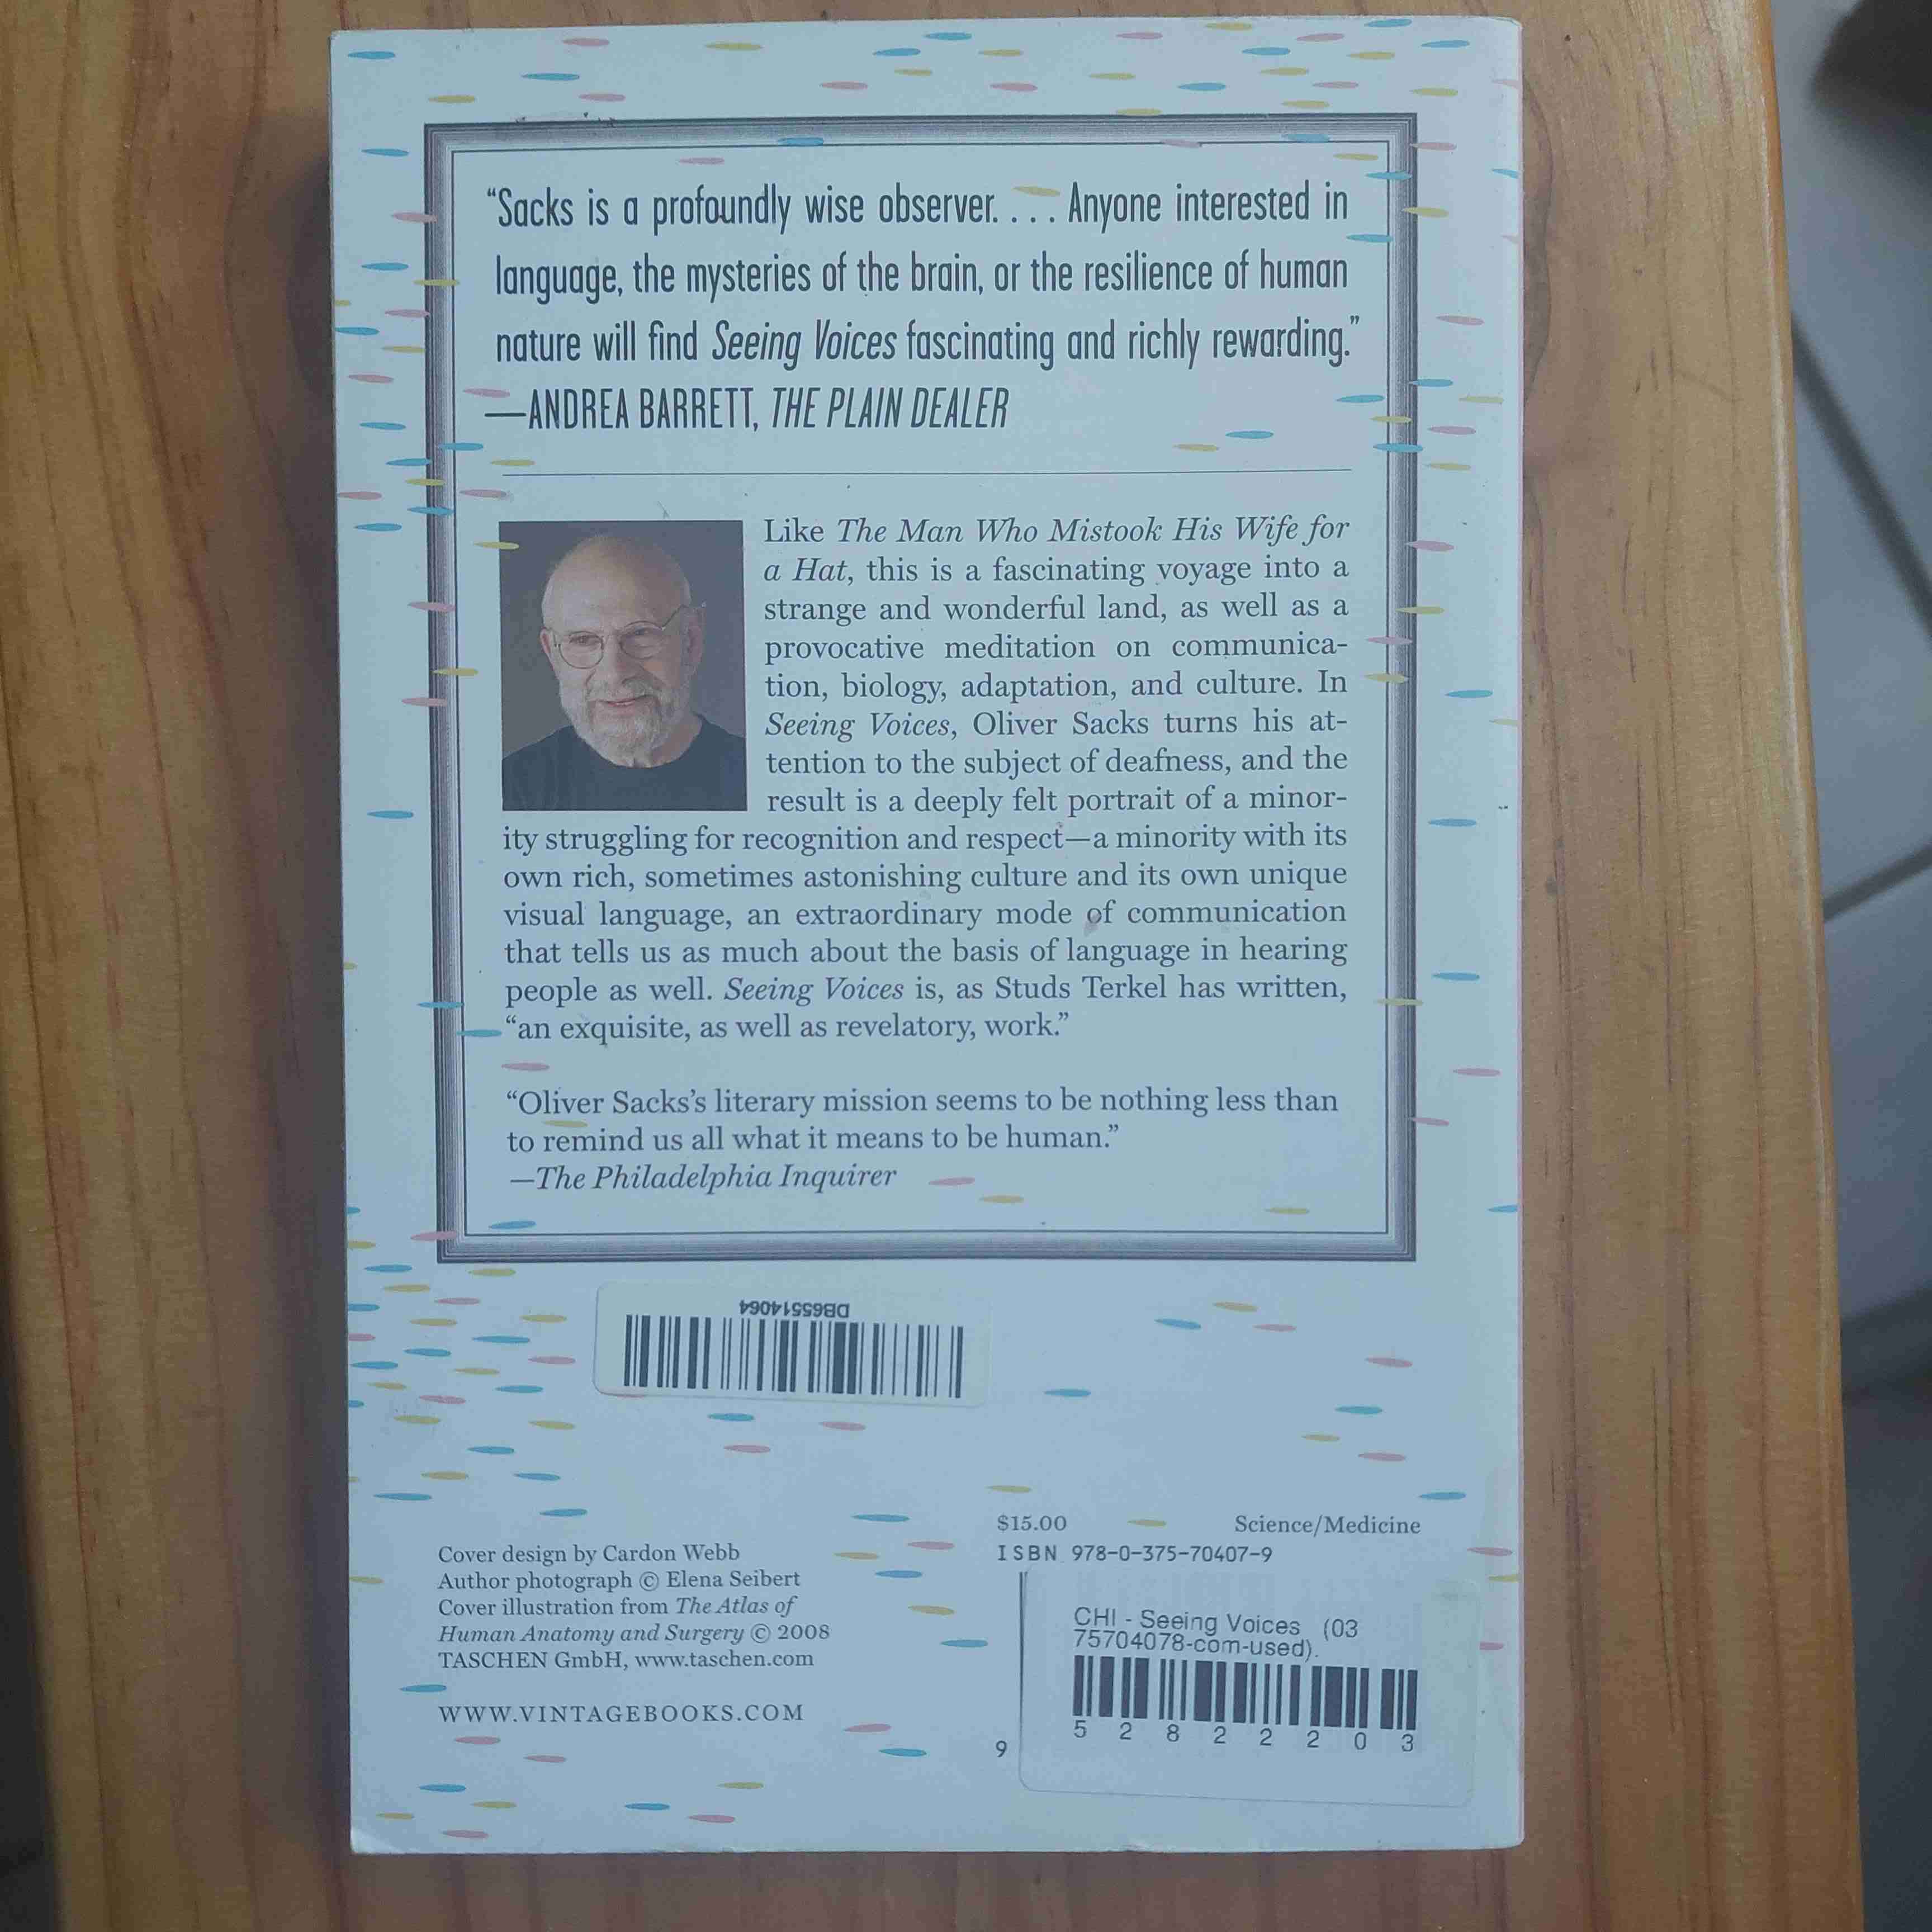 “Sacks is a profoundly wise observer. . . . Anyone interested in
language, the mysteries of the brain, or the resilience of human
nature will find Seeing Voices fascinating and richly rewarding.”
—ANDREA BARRETT, THE PLAIN DEALER
Like The Man Who Mistook His Wife for
a Hat, this is a fascinating voyage into a
strange and wonderful land, as well as a
provocative meditation on communica-
tion, biology, adaptation, and culture. In
Seeing Voices, Oliver Sacks turns his at-
tention to the subject of deafness, and the
result is a deeply felt portrait of a minor-
ity struggling for recognition and respect—a minority with its
own rich, sometimes astonishing culture and its own unique
visual language, an extraordinary mode of communication
that tells us as much about the basis of language in hearing
people as well. Seeing Voices is, as Studs Terkel has written,
“an exquisite, as well as revelatory, work.”
“Oliver Sacks’s literary mission seems to be nothing less than
to remind us all what it means to be human.”
—The Philadelphia Inquirer
DB65514064
Cover design by Cardon Webb
Author photograph © Elena Seibert
Cover illustration from The Atlas of
Human Anatomy and Surgery © 2008
TASCHEN GmbH, www.taschen.com
WWW.VINTAGEBOOKS.COM
$15.00 Science/Medicine
ISBN 978-0-375-70407-9
CHI - Seeing Voices (03
75704078-com-used).
5 2 8 2 2 2 0 3
9